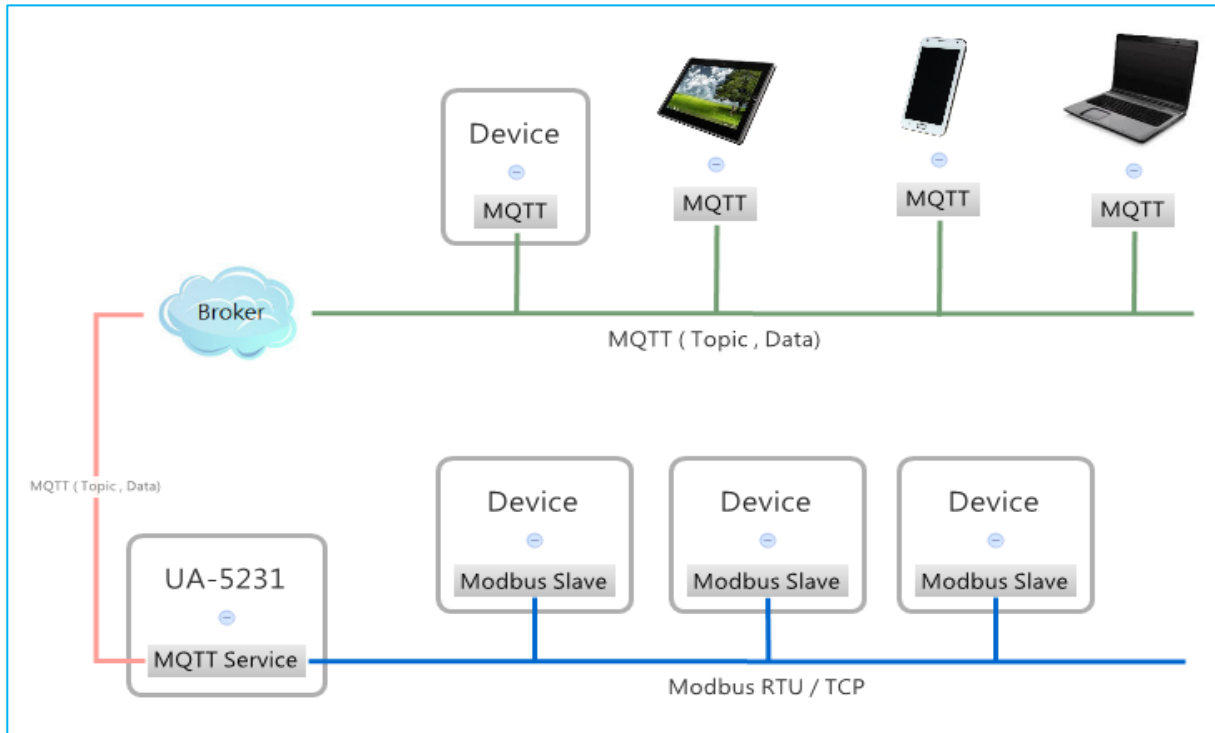 Device
MQTT
MQTT
MQTT
MQTT
Broker
MQTT ( Topic , Data)
MQTT ( Topic , Data)
Device
Device
Device
Modbus Slave
Modbus Slave
Modbus Slave
UA-5231
MQTT Service
Modbus RTU / TCP